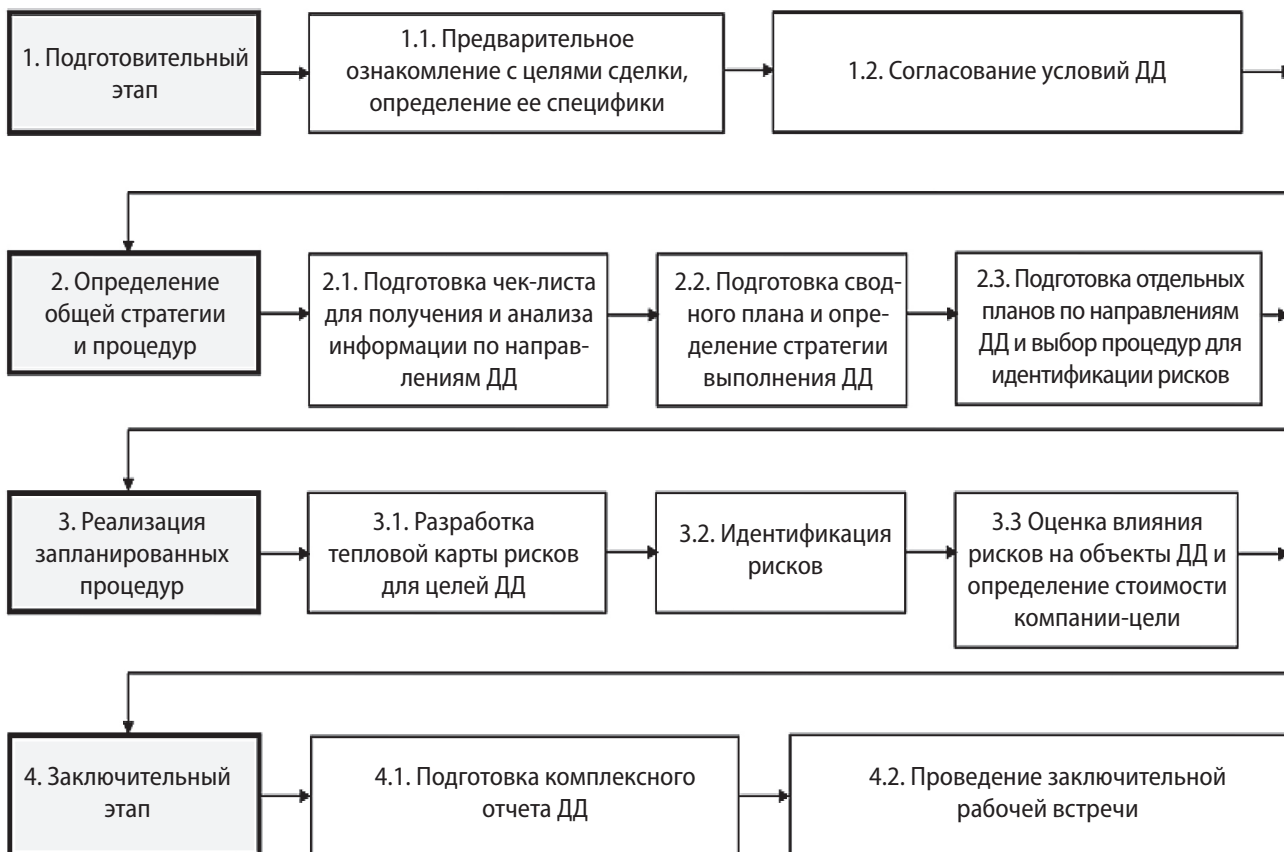 1. Подготовительный
этап
1.1. Предварительное
ознакомление с целями сделки,
определение ее специфики
1.2. Согласование условий ДД
2. Определение
общей стратегии
и процедур
2.1. Подготовка чек-листа
для получения и анализа
информации по направ-
лениям ДД
2.2. Подготовка свод-
ного плана и опре-
деление стратегии
выполнения ДД
2.3. Подготовка отдельных
планов по направлениям
ДД и выбор процедур для
идентификации рисков
3. Реализация
запланированных
процедур
3.1. Разработка
тепловой карты рисков
для целей ДД
3.2. Идентификация
рисков
3.3 Оценка влияния
рисков на объекты ДД и
определение стоимости
компании-цели
4. Заключительный
этап
4.1. Подготовка комплексного
отчета ДД
4.2. Проведение заключительной
рабочей встречи